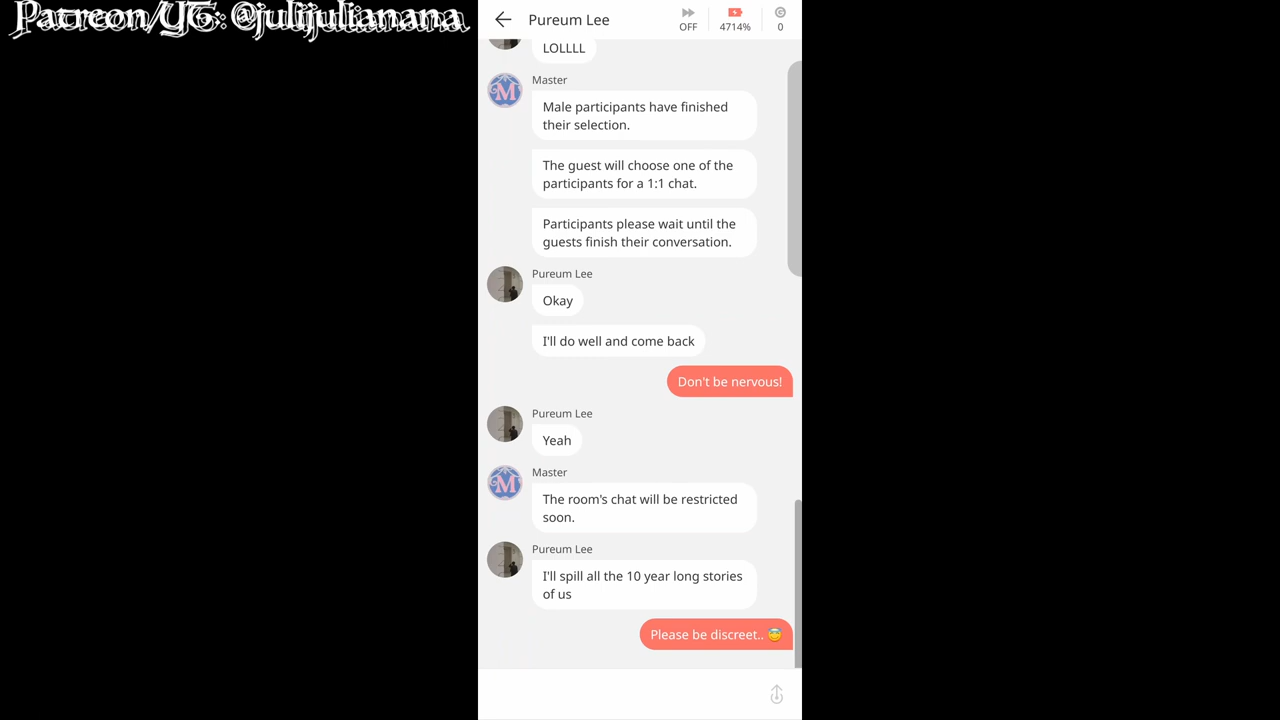 Patreon/YT: @julijulianana
Pureum Lee
OFF
4714%
0
LOLLLL
Master
M
Male participants have finished
their selection.
The guest will choose one of the
participants for a 1:1 chat.
Participants please wait until the
guests finish their conversation.
Pureum Lee
Okay
I'll do well and come back
Don't be nervous!
Pureum Lee
Yeah
Master
M
The room's chat will be restricted
soon.
Pureum Lee
I'll spill all the 10 year long stories
of us
Please be discreet.. 😇